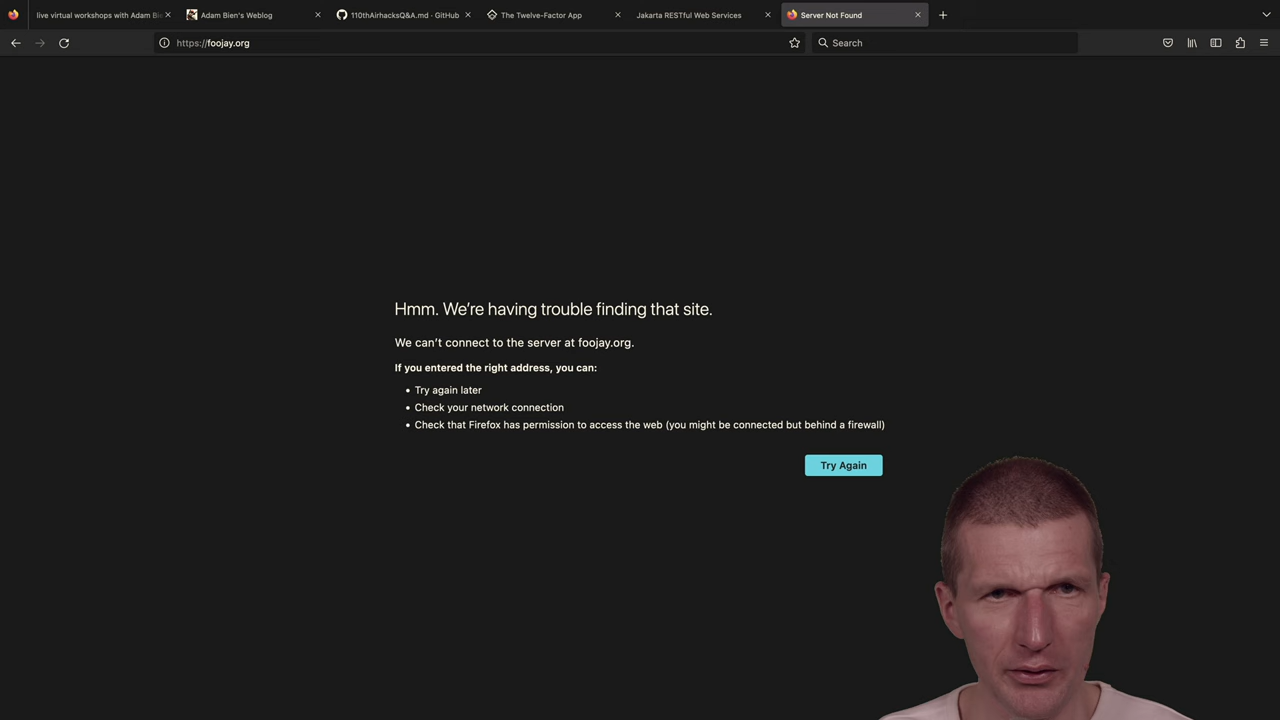 live virtual workshops with Adam Bie
Adam Bien's Weblog
110thAirhacksQ&A.md · GitHub
The Twelve-Factor App
Jakarta RESTful Web Services
Server Not Found
https://foojay.org
Search
Hmm. We're having trouble finding that site.
We can't connect to the server at foojay.org.
If you entered the right address, you can:
• Try again later
• Check your network connection
• Check that Firefox has permission to access the web (you might be connected but behind a firewall)
Try Again